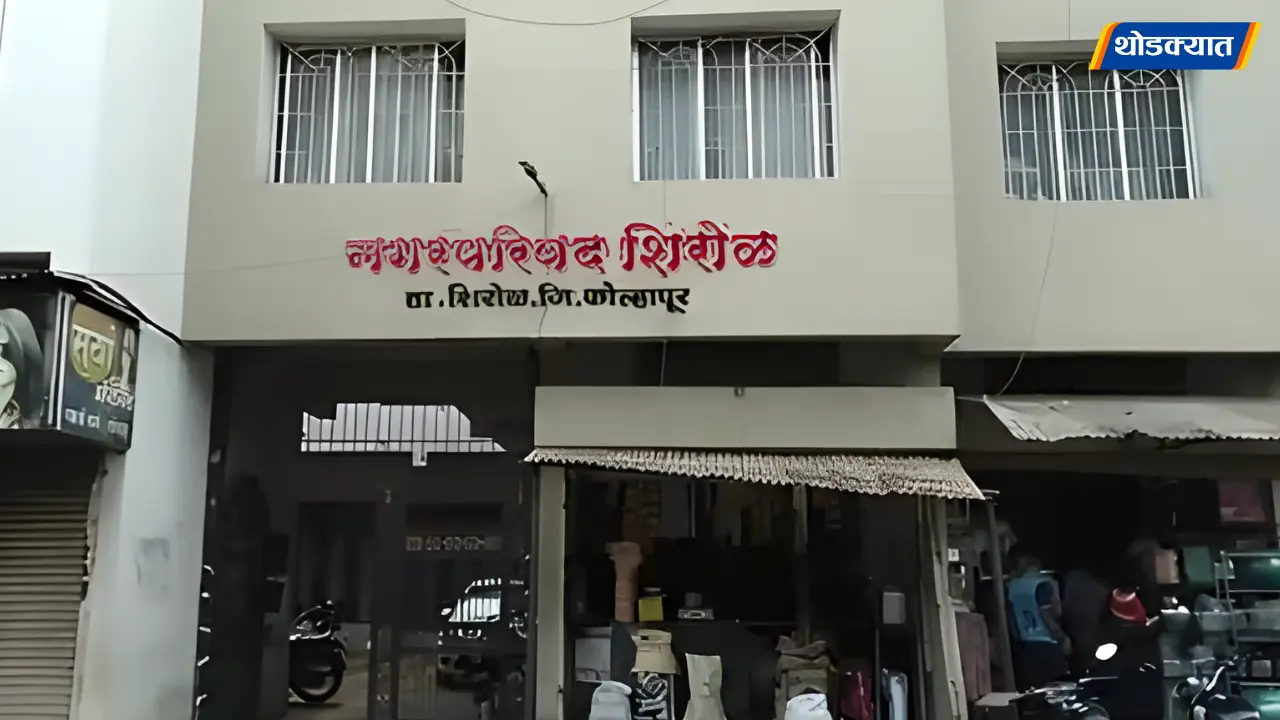 थोडक्यात
नगरपरिषद शिरोळ
ता.शिरोळ.जि.कोल्हापूर